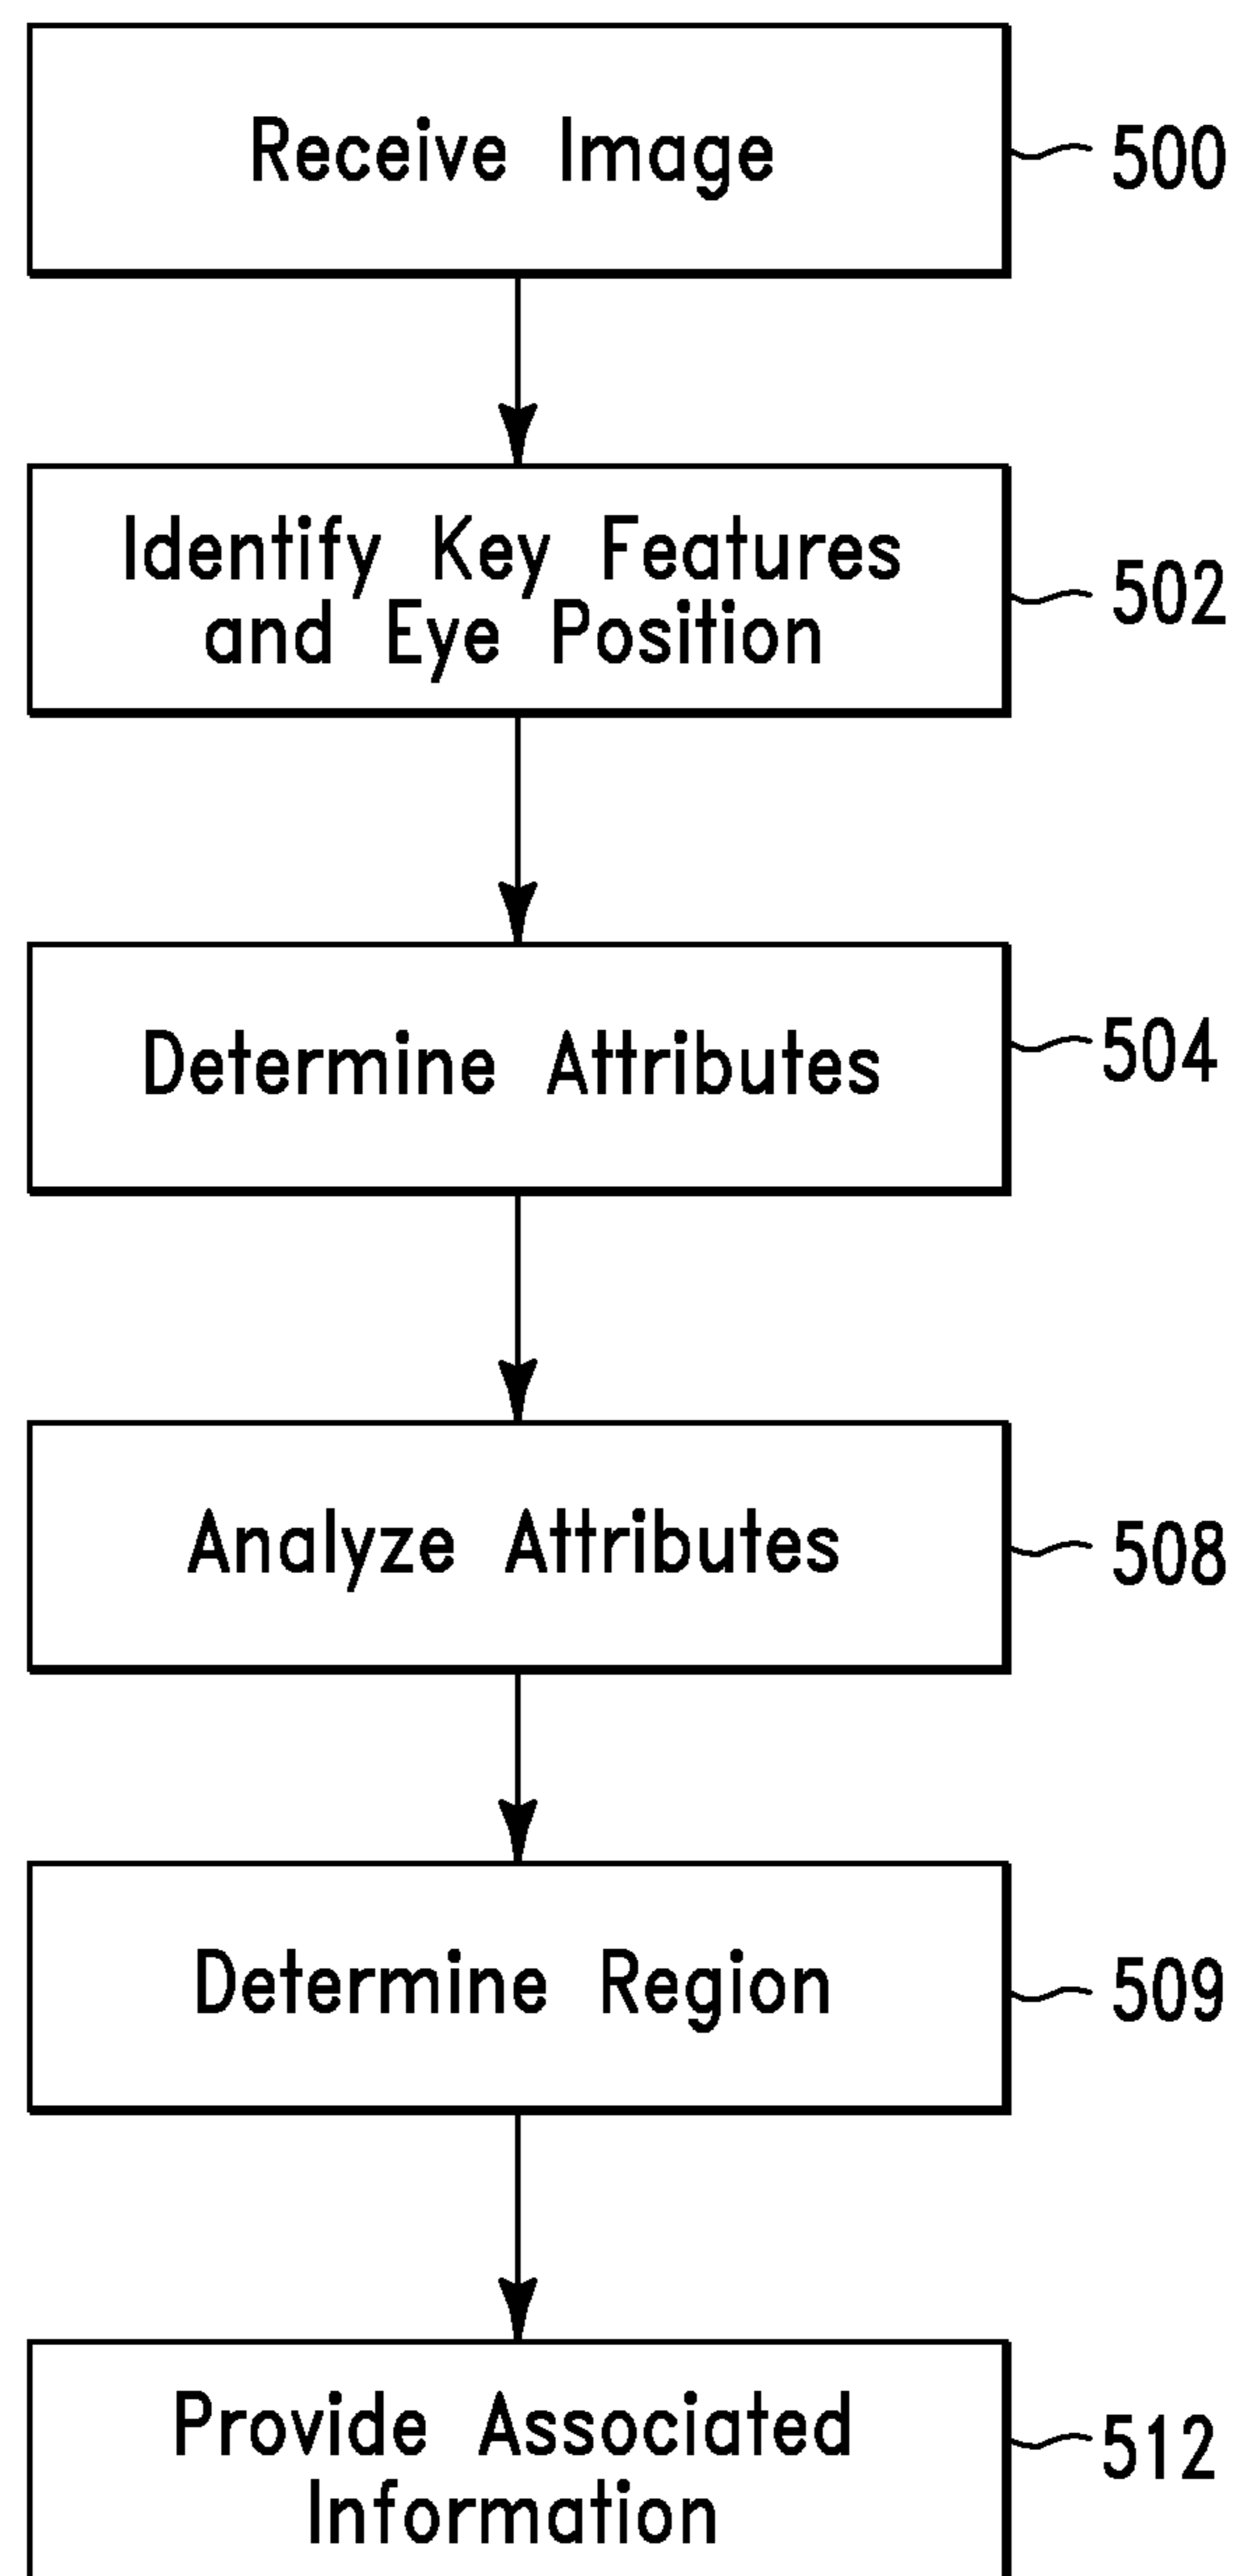 Receive Image
500
Identify Key Features
and Eye Position
502
Determine Attributes
504
Analyze Attributes
508
Determine Region
509
Provide Associated
Information
512